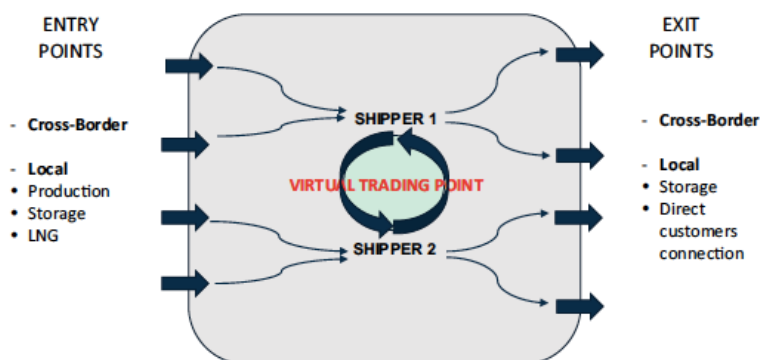 ENTRY
POINTS
- Cross-Border
- Local
• Production
• Storage
• LNG
SHIPPER 1
VIRTUAL TRADING POINT
SHIPPER 2
EXIT
POINTS
- Cross-Border
- Local
• Storage
• Direct
customers
connection